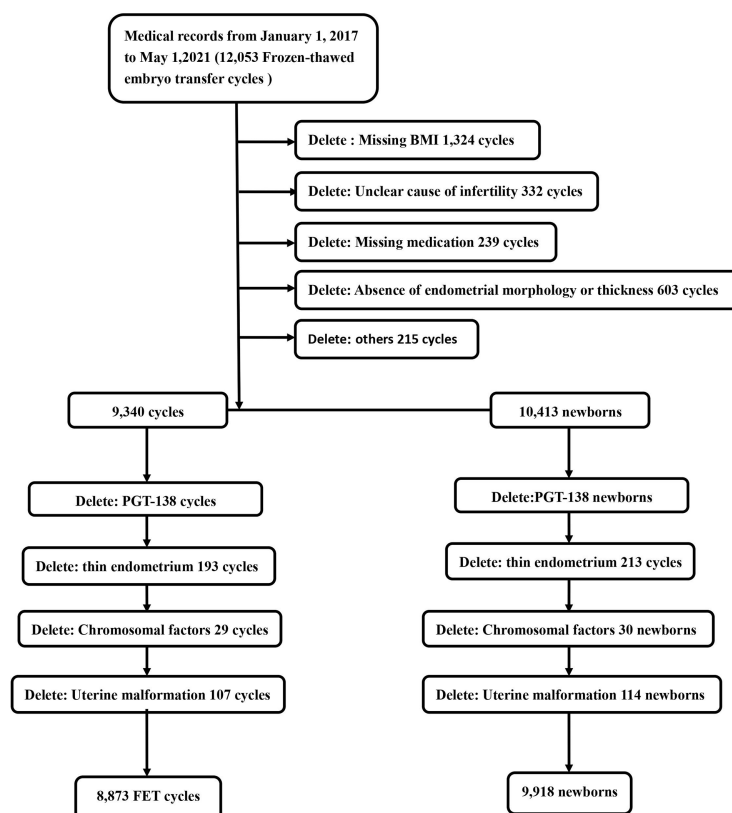 Medical records from January 1, 2017
to May 1,2021 (12,053 Frozen-thawed
embryo transfer cycles )
Delete : Missing BMI 1,324 cycles
Delete: Unclear cause of infertility 332 cycles
Delete: Missing medication 239 cycles
Delete: Absence of endometrial morphology or thickness 603 cycles
Delete: others 215 cycles
9,340 cycles
10,413 newborns
Delete: PGT-138 cycles
Delete:PGT-138 newborns
Delete: thin endometrium 193 cycles
Delete: thin endometrium 213 cycles
Delete: Chromosomal factors 29 cycles
Delete: Chromosomal factors 30 newborns
Delete: Uterine malformation 107 cycles
Delete: Uterine malformation 114 newborns
8,873 FET cycles
9,918 newborns